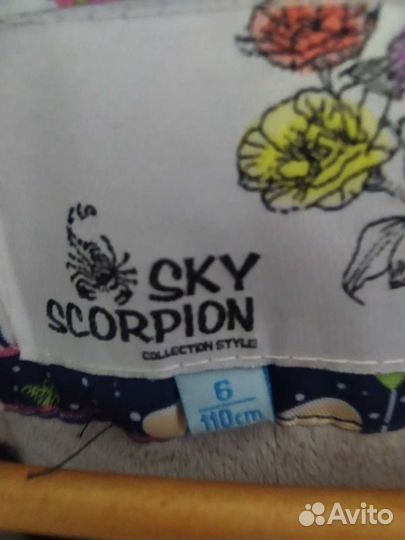 SKY
SCORPION
COLLECTION STYLE
6
110cm
Avito